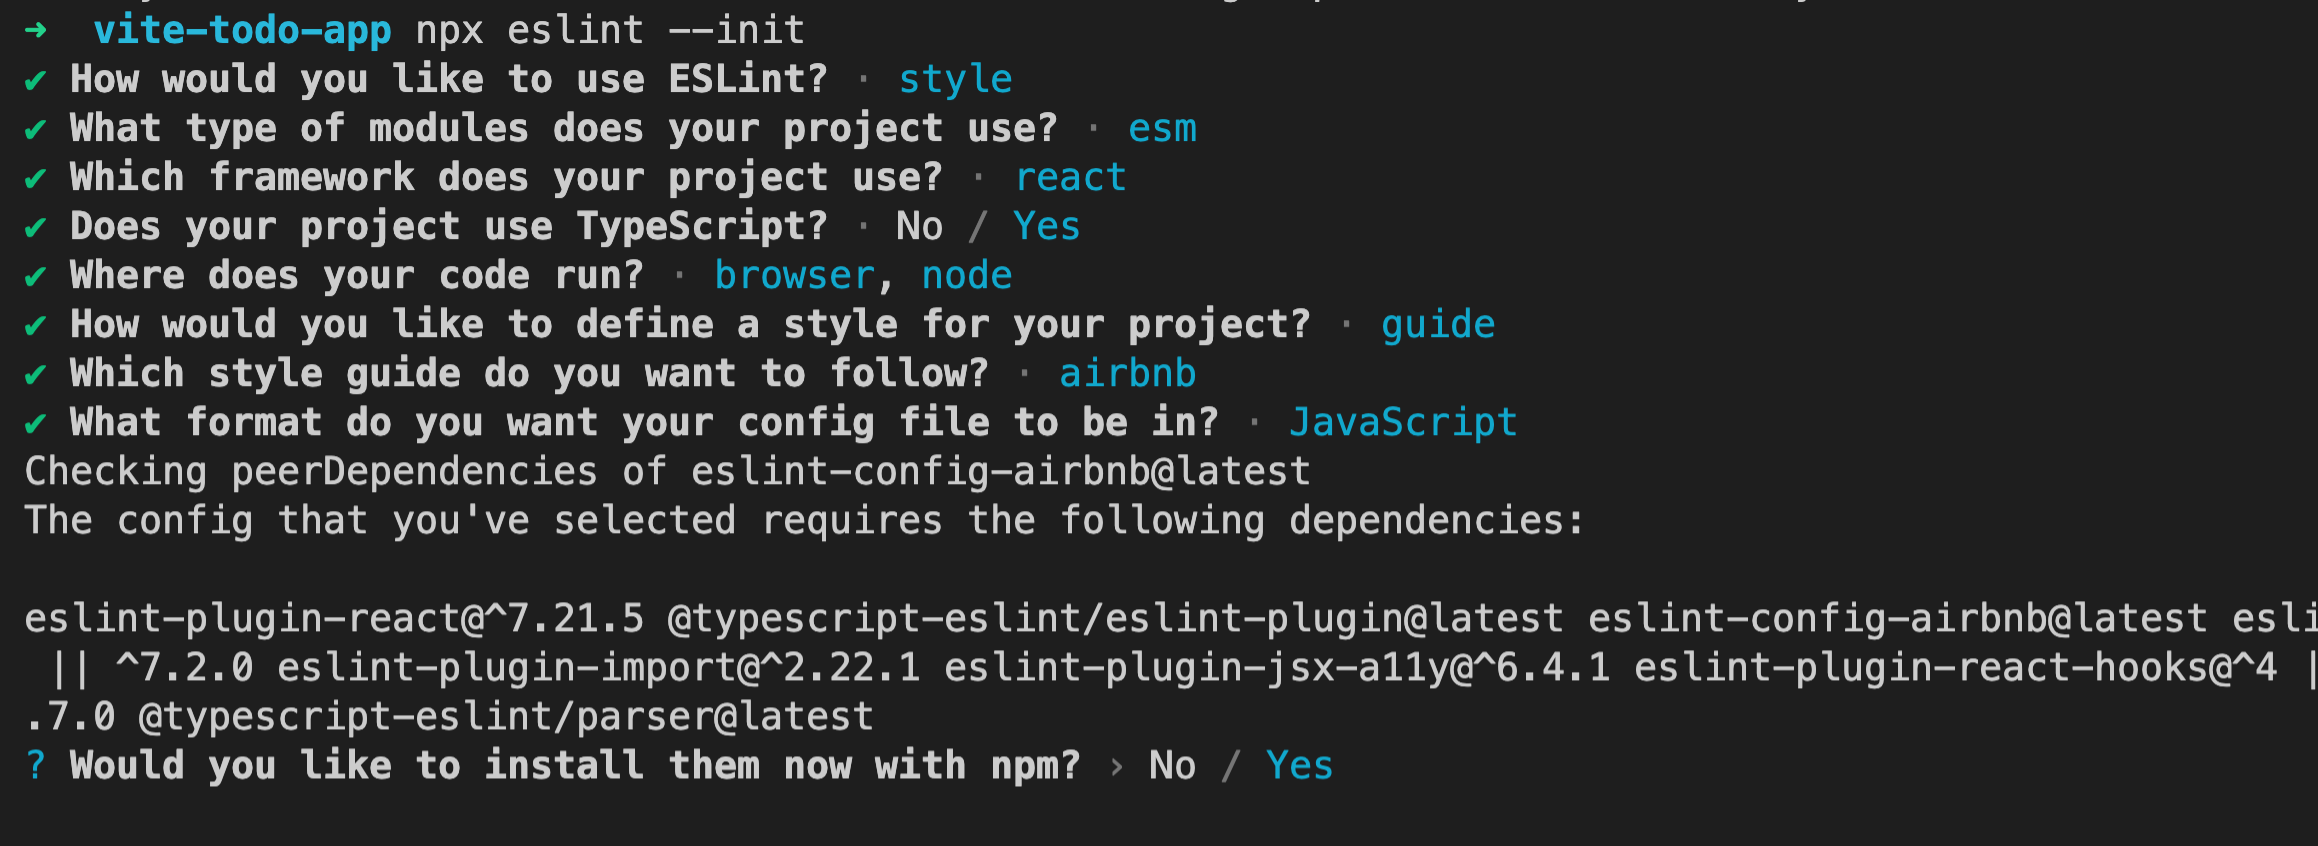 ➜  vite-todo-app npx eslint --init
✔ How would you like to use ESLint? · style
✔ What type of modules does your project use? · esm
✔ Which framework does your project use? · react
✔ Does your project use TypeScript? · No / Yes
✔ Where does your code run? · browser, node
✔ How would you like to define a style for your project? · guide
✔ Which style guide do you want to follow? · airbnb
✔ What format do you want your config file to be in? · JavaScript
Checking peerDependencies of eslint-config-airbnb@latest
The config that you've selected requires the following dependencies:
eslint-plugin-react@^7.21.5 @typescript-eslint/eslint-plugin@latest eslint-config-airbnb@latest esli
|| ^7.2.0 eslint-plugin-import@^2.22.1 eslint-plugin-jsx-a11y@^6.4.1 eslint-plugin-react-hooks@^4 |
.7.0 @typescript-eslint/parser@latest
? Would you like to install them now with npm? › No / Yes